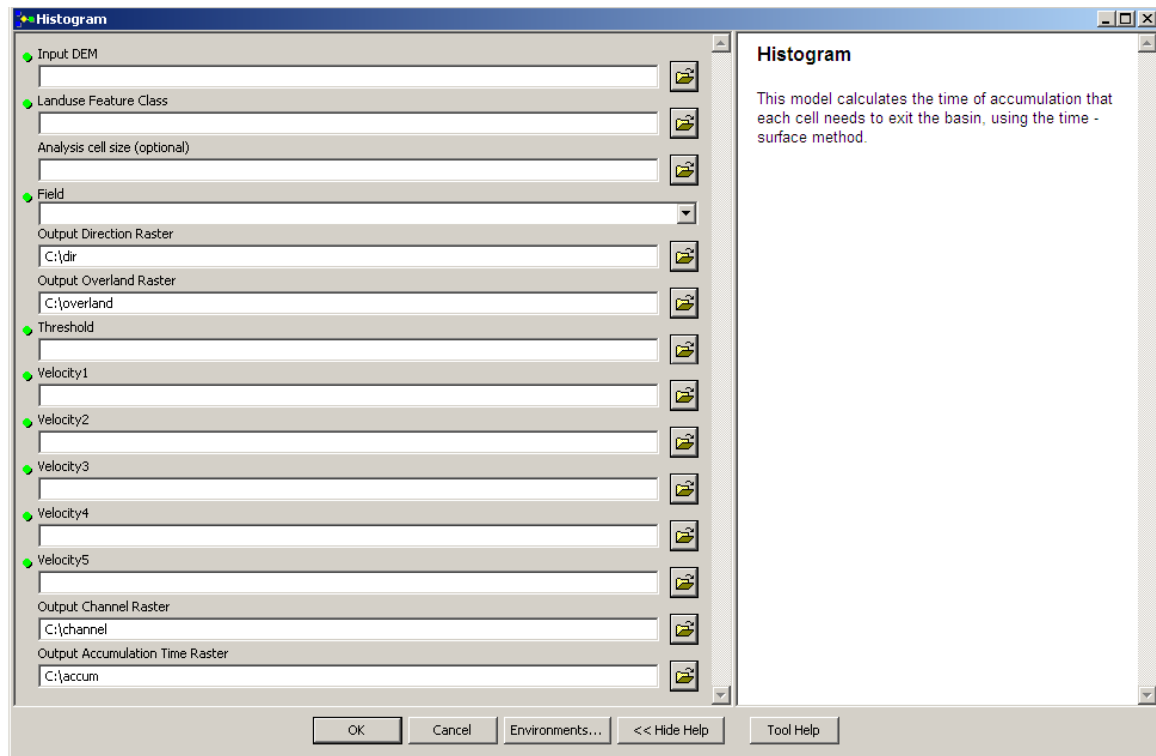 Histogram
Input DEM
Landuse Feature Class
Analysis cell size (optional)
Field
Output Direction Raster
C:\dir
Output Overland Raster
C:\overland
Threshold
Velocity1
Velocity2
Velocity3
Velocity4
Velocity5
Output Channel Raster
C:\channel
Output Accumulation Time Raster
C:\accum
Histogram
This model calculates the time of accumulation that
each cell needs to exit the basin, using the time -
surface method.
OK Cancel Environments... << Hide Help Tool Help